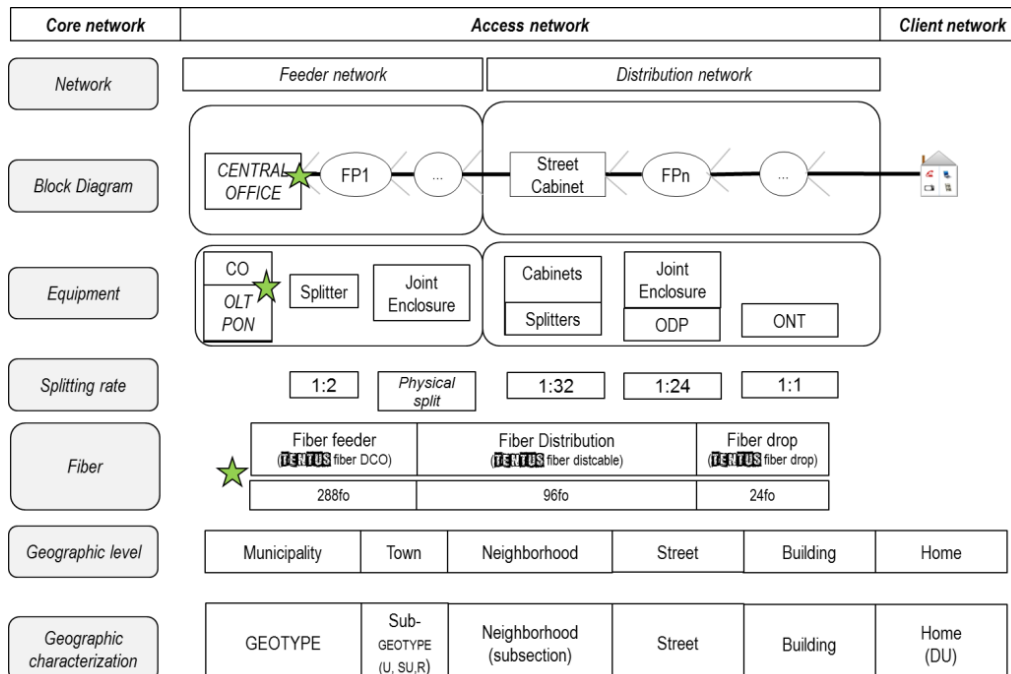 Core network
Access network
Client network
Network
Feeder network
Distribution network
Block Diagram
CENTRAL
OFFICE
FP1
...
Street
Cabinet
FPn
...
Equipment
CO
OLT
PON
Splitter
Joint
Enclosure
Cabinets
Splitters
Joint
Enclosure
ODP
ONT
Splitting rate
1:2
Physical
split
1:32
1:24
1:1
Fiber
Fiber feeder
(TENTUS fiber DCO)
Fiber Distribution
(TENTUS fiber distcable)
Fiber drop
(TENTUS fiber drop)
288fo
96fo
24fo
Geographic level
Municipality
Town
Neighborhood
Street
Building
Home
Geographic
characterization
GEOTYPE
Sub-
GEOTYPE
(U, SU,R)
Neighborhood
(subsection)
Street
Building
Home
(DU)